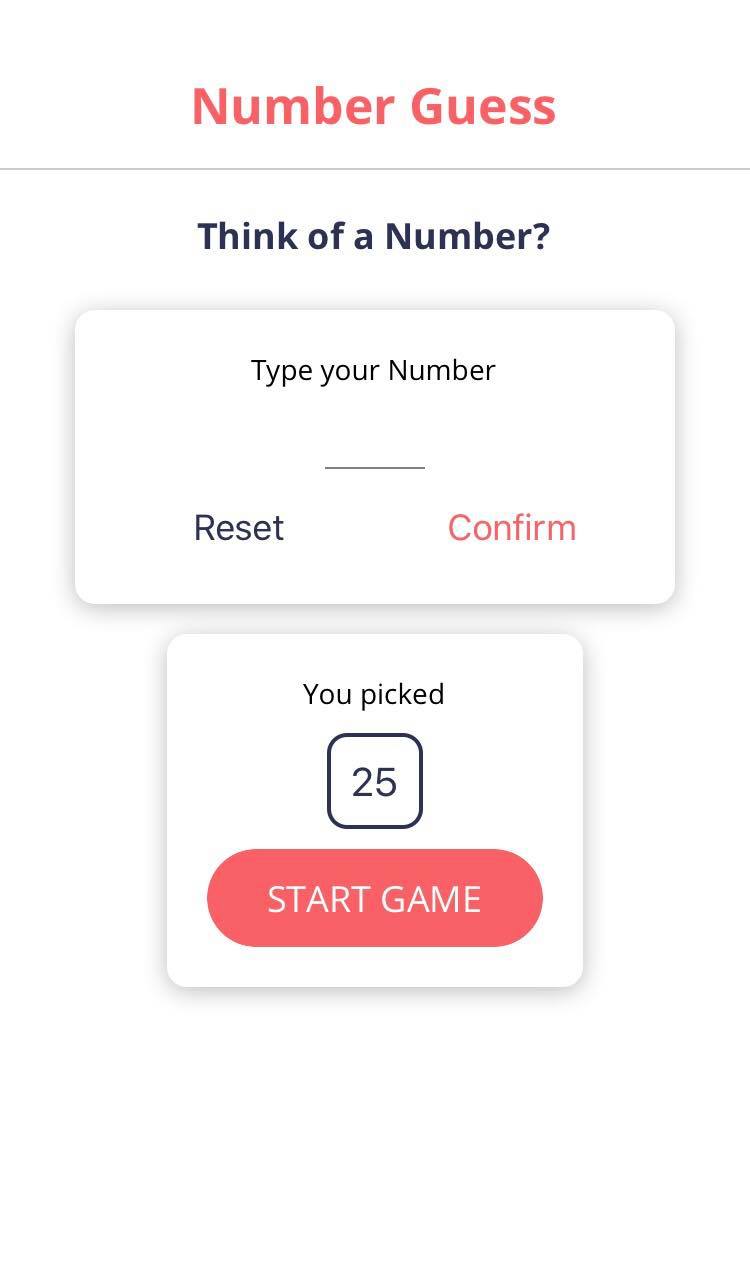 Number Guess
Think of a Number?
Type your Number
Reset Confirm
You picked
25
START GAME